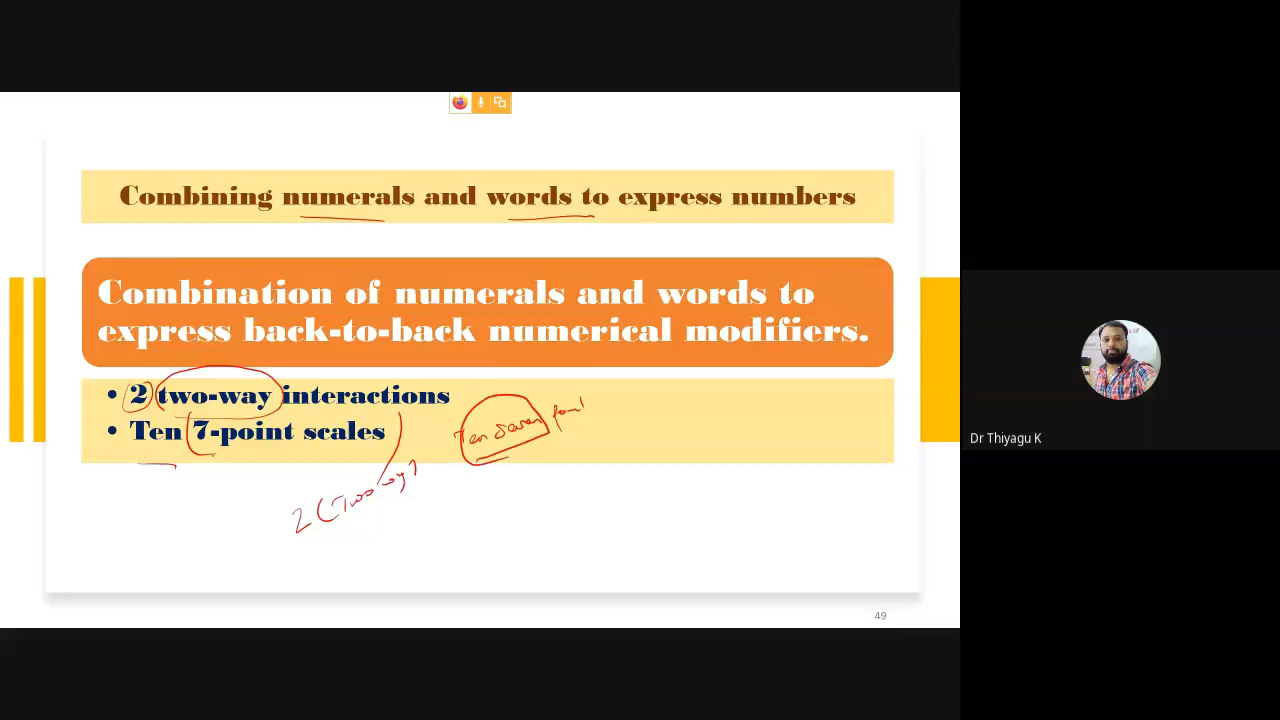 Combining numerals and words to express numbers
Combination of numerals and words to
express back-to-back numerical modifiers.
• 2 two-way interactions
• Ten 7-point scales
Ten Seven
2 (Two way)
49
Dr Thiyagu K